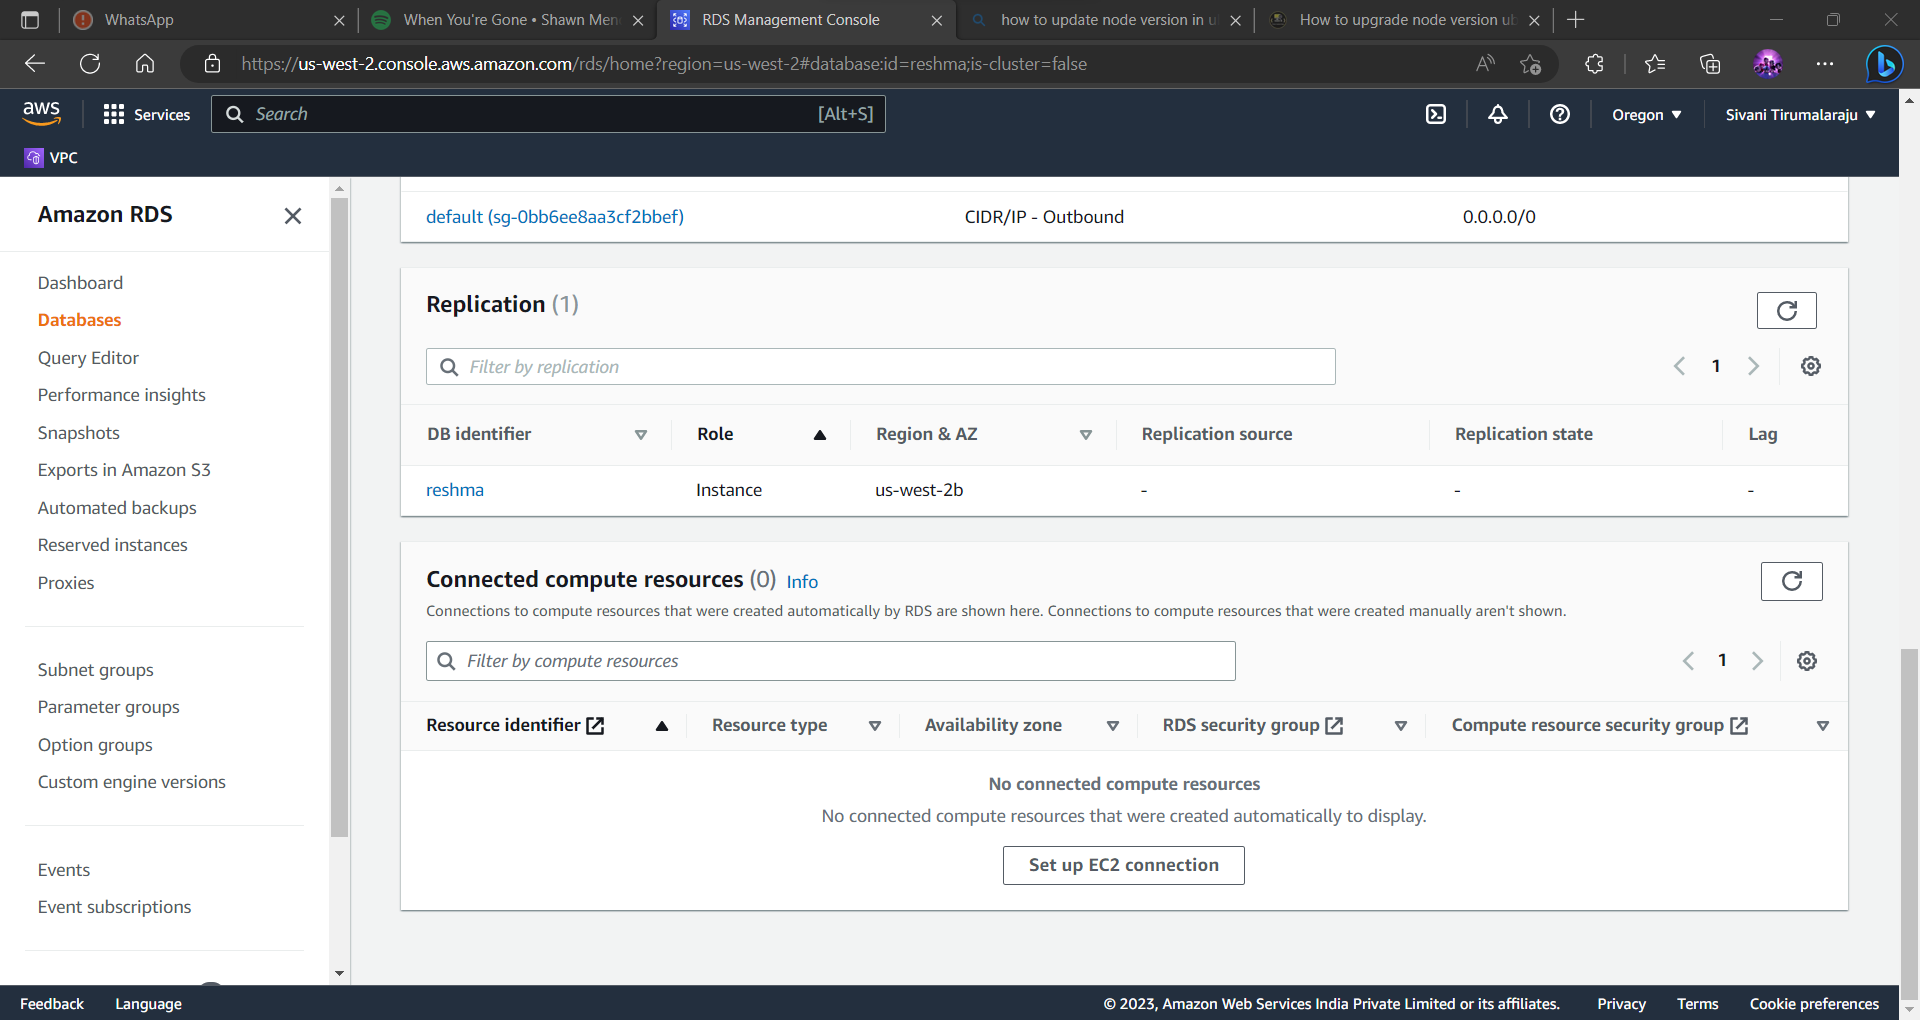 WhatsApp
When You're Gone • Shawn Men
RDS Management Console
how to update node version in u
How to upgrade node version ub
https://us-west-2.console.aws.amazon.com/rds/home?region=us-west-2#database:id=reshma;is-cluster=false
aws
Services
Search
[Alt+S]
Oregon
Sivani Tirumalaraju
VPC
Amazon RDS
Dashboard
Databases
Query Editor
Performance insights
Snapshots
Exports in Amazon S3
Automated backups
Reserved instances
Proxies
Subnet groups
Parameter groups
Option groups
Custom engine versions
Events
Event subscriptions
default (sg-0bb6ee8aa3cf2bbef) CIDR/IP - Outbound 0.0.0.0/0
Replication (1)
Filter by replication
1
DB identifier Role Region & AZ Replication source Replication state Lag
reshma Instance us-west-2b - - -
Connected compute resources (0) Info
Connections to compute resources that were created automatically by RDS are shown here. Connections to compute resources that were created manually aren't shown.
Filter by compute resources
1
Resource identifier Resource type Availability zone RDS security group Compute resource security group
No connected compute resources
No connected compute resources that were created automatically to display.
Set up EC2 connection
Feedback Language © 2023, Amazon Web Services India Private Limited or its affiliates. Privacy Terms Cookie preferences